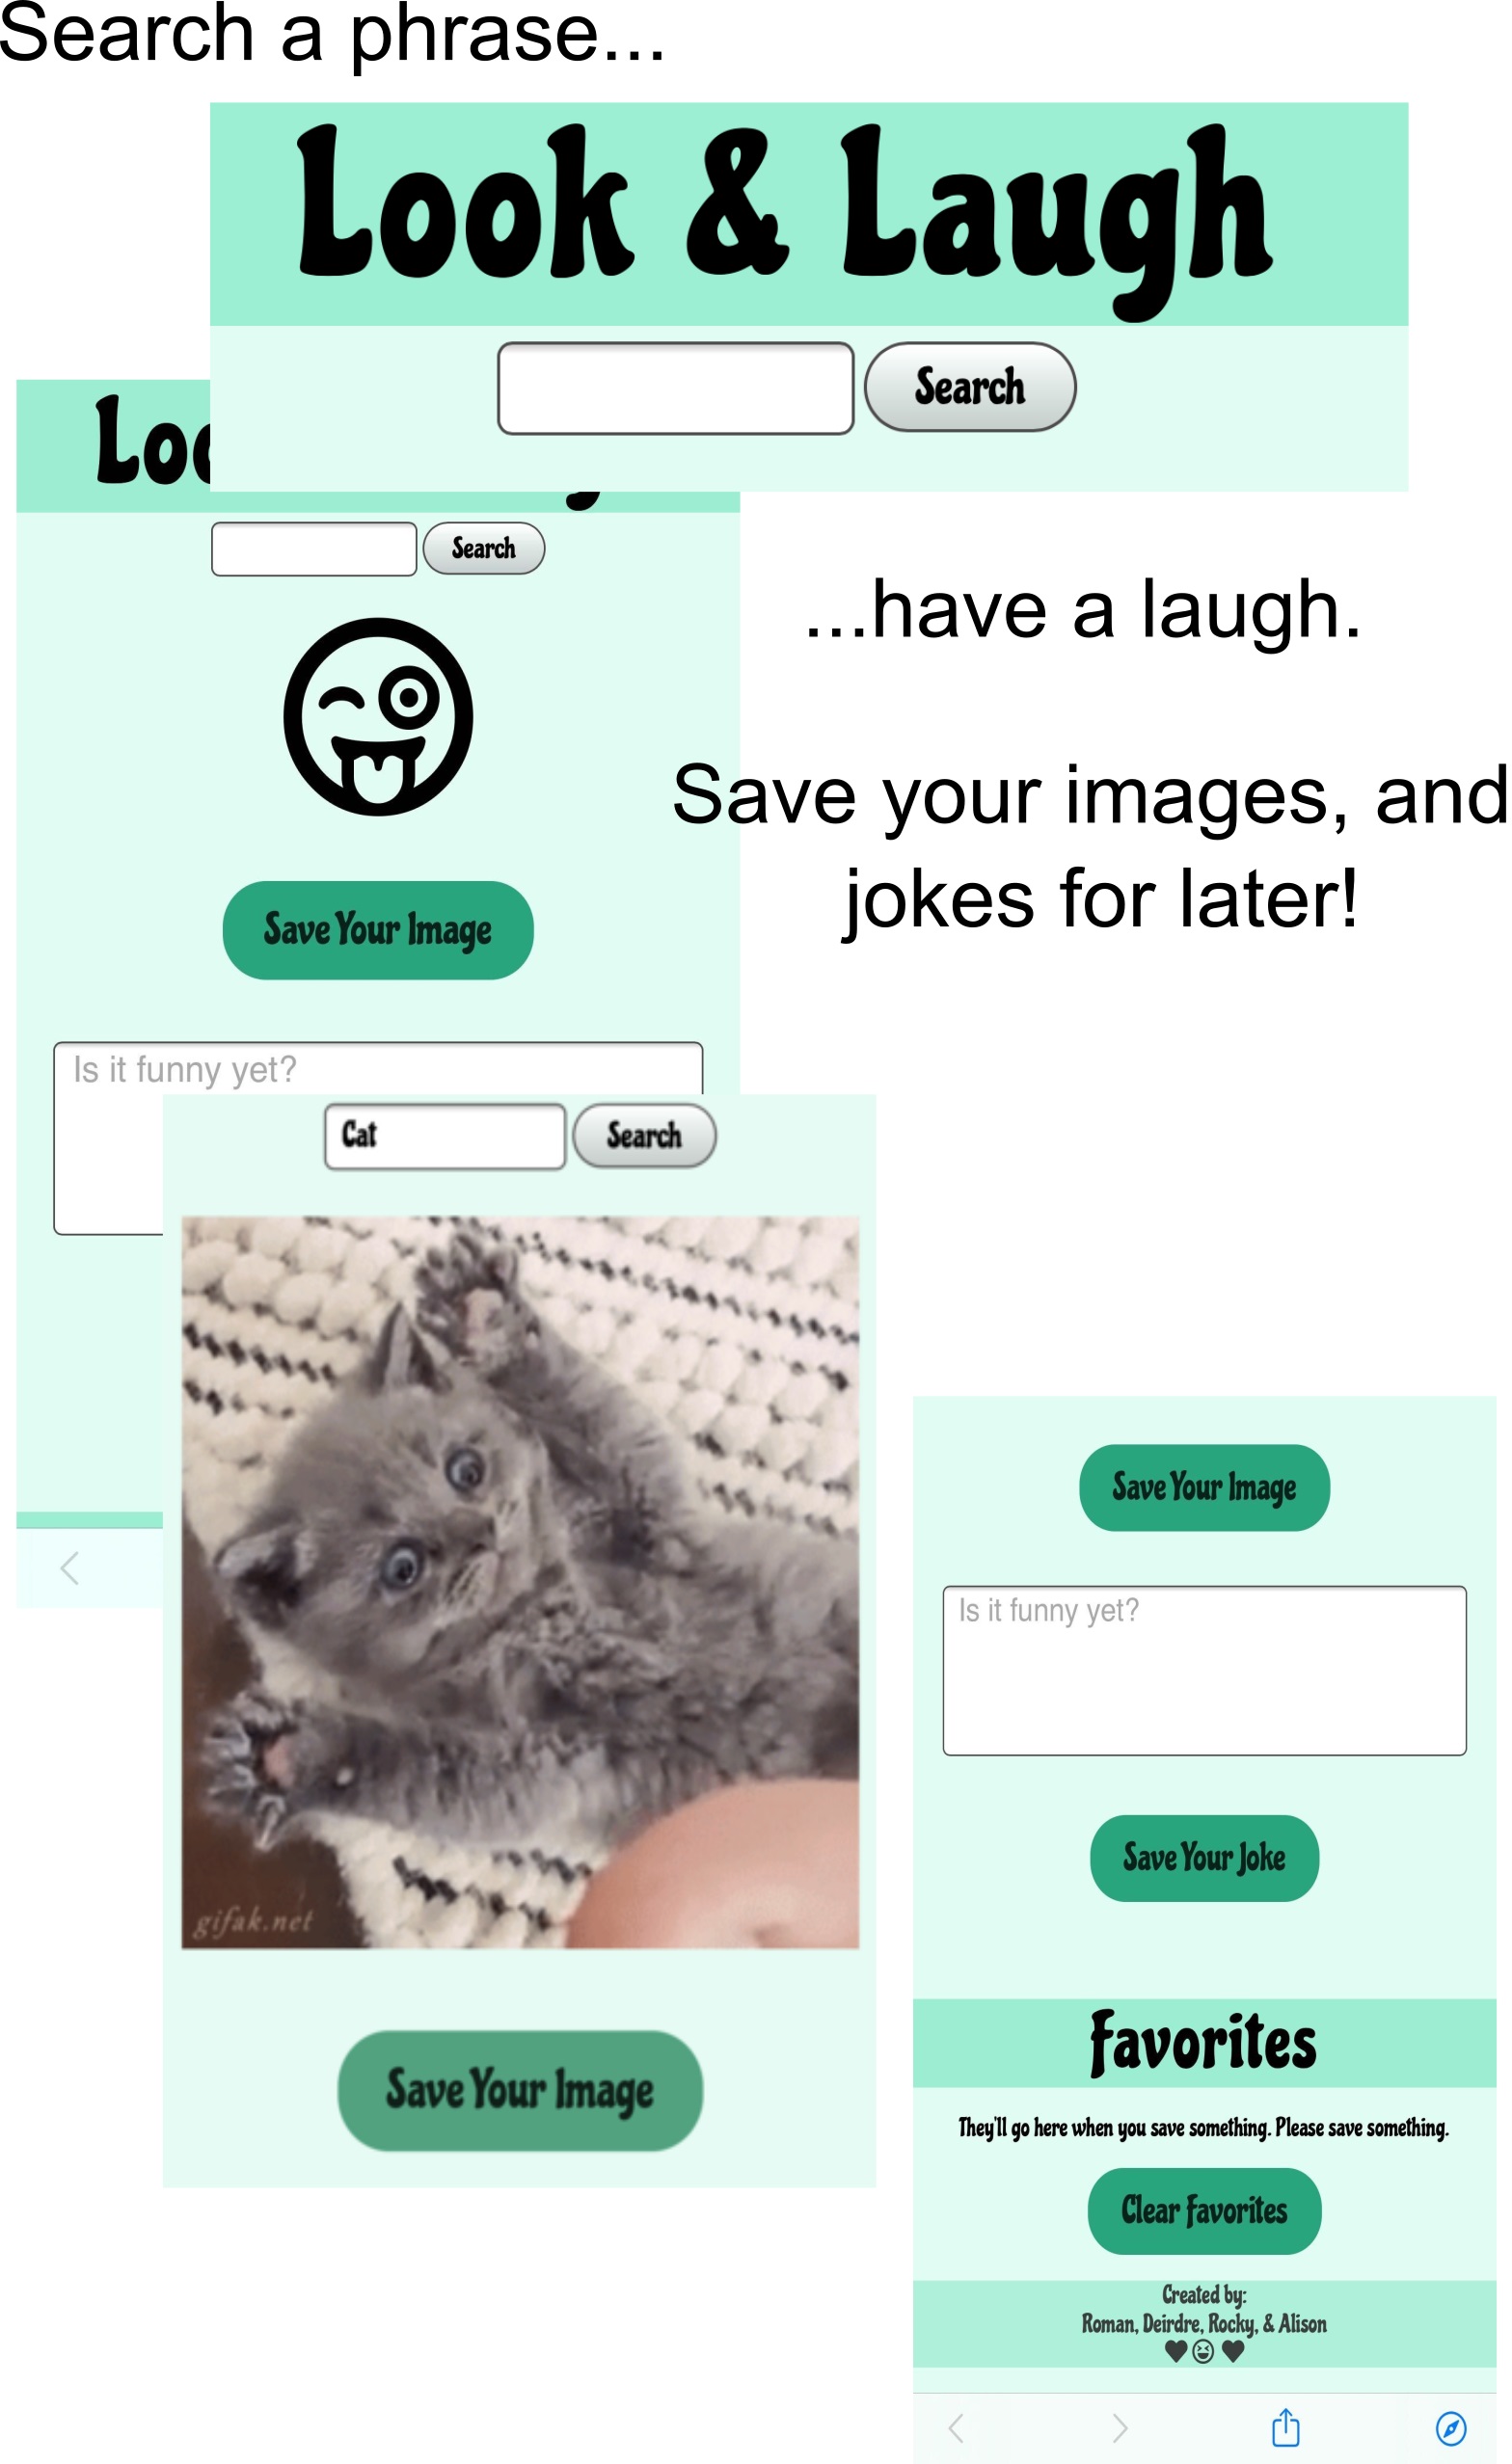 Search a phrase...
Look & Laugh
Search
Loo
Search
...have a laugh.
Save your images, and
jokes for later!
Save Your Image
Is it funny yet?
Cat
Search
gifak.net
Save Your Image
Save Your Image
Is it funny yet?
Save Your Joke
Favorites
They'll go here when you save something. Please save something.
Clear Favorites
Created by:
Roman, Deirdre, Rocky, & Alison